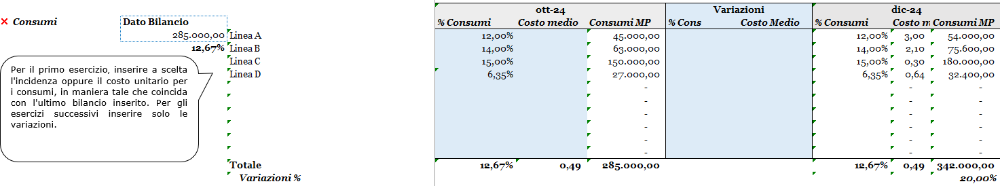 ott-24 Variazioni dic-24
Consumi Dato Bilancio % Consumi Costo medio Consumi MP % Cons Costo Medio % Consumi Costo m Consumi MP
285.000,00 Linea A 12,00% 45.000,00 12,00% 3,00 54.000,00
12,67% Linea B 14,00% 63.000,00 14,00% 2,10 75.600,00
Linea C 15,00% 150.000,00 15,00% 0,30 180.000,00
Linea D 6,35% 27.000,00 6,35% 0,64 32.400,00
Per il primo esercizio, inserire a scelta
l'incidenza oppure il costo unitario per
i consumi, in maniera tale che coincida
con l'ultimo bilancio inserito. Per gli
esercizi successivi inserire solo le
variazioni.
- - -
- - -
- - -
- - -
- - -
- - -
Totale 12,67% 0,49 285.000,00 12,67% 0,49 342.000,00
Variazioni % 20,00%